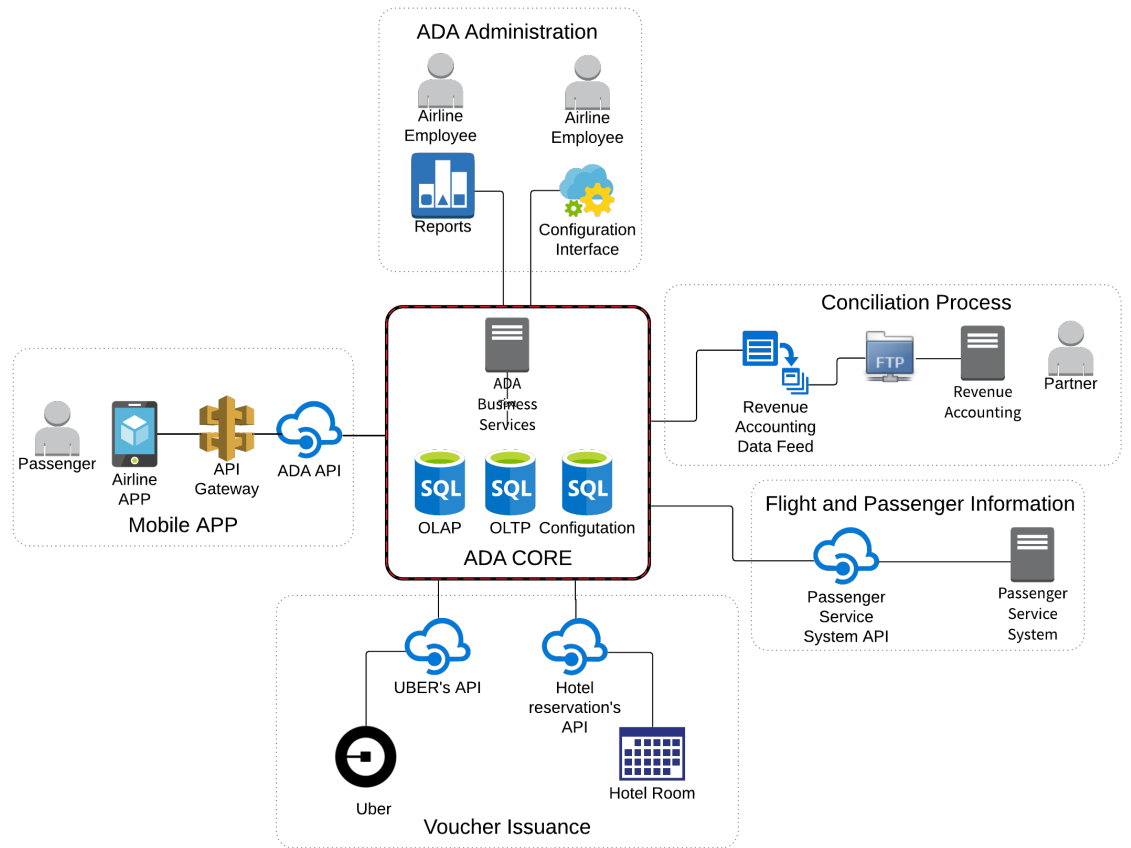 ADA Administration
Airline
Employee
Airline
Employee
Reports
Configuration
Interface
Conciliation Process
FTP
Revenue
Accounting
Data Feed
Revenue
Accounting
Partner
ADA
Business
Services
SQL
SQL
SQL
OLAP
OLTP
Configutation
ADA CORE
Passenger
Airline
APP
API
Gateway
ADA API
Mobile APP
Flight and Passenger Information
Passenger
Service
System API
Passenger
Service
System
UBER's API
Hotel
reservation's
API
Uber
Hotel Room
Voucher Issuance